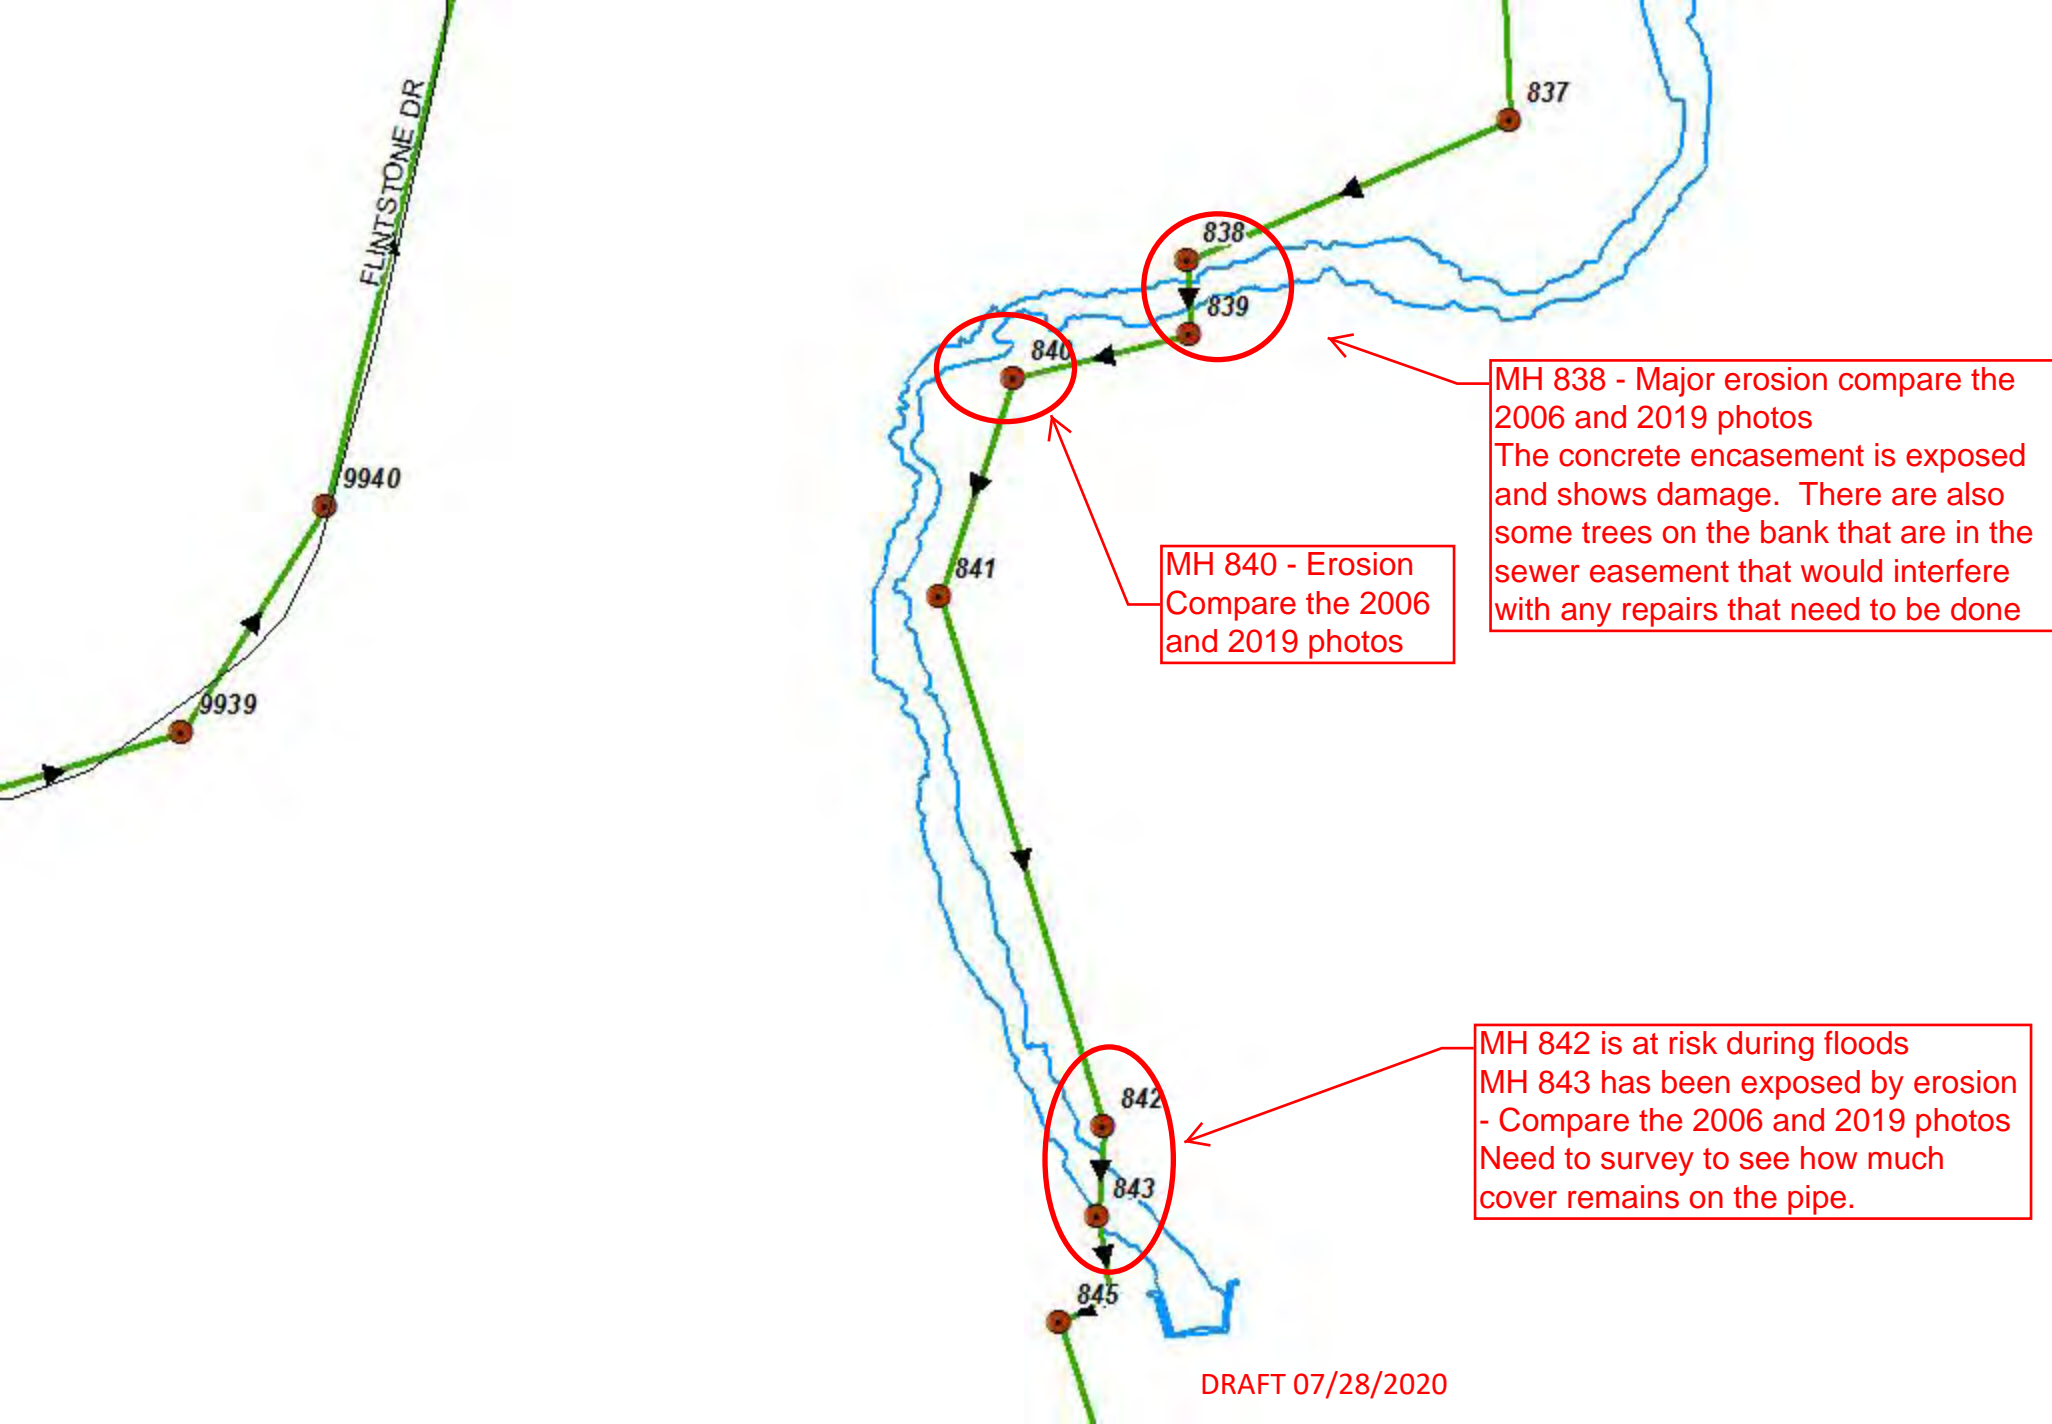 FLINTSTONE DR
837
838
839
840
MH 838 - Major erosion compare the
2006 and 2019 photos
The concrete encasement is exposed
and shows damage.  There are also
some trees on the bank that are in the
sewer easement that would interfere
with any repairs that need to be done
9940
841
MH 840 - Erosion
Compare the 2006
and 2019 photos
9939
842
MH 842 is at risk during floods
MH 843 has been exposed by erosion
- Compare the 2006 and 2019 photos
Need to survey to see how much
cover remains on the pipe.
843
845
DRAFT 07/28/2020